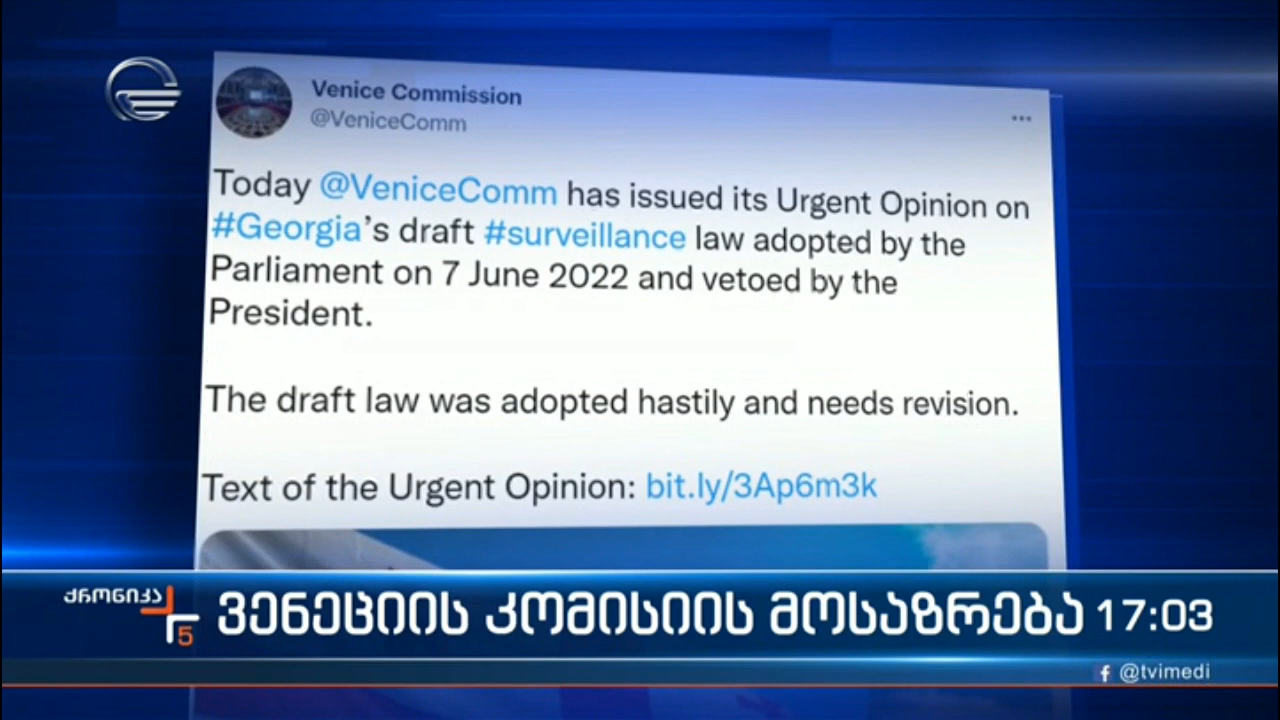 Venice Commission
@VeniceComm
Today @VeniceComm has issued its Urgent Opinion on
#Georgia's draft #surveillance law adopted by the
Parliament on 7 June 2022 and vetoed by the
President.
The draft law was adopted hastily and needs revision.
Text of the Urgent Opinion: bit.ly/3Ap6m3k
ქრონიკა
5
ვენეციის კომისიის მოსაზრება 17:03
@tvimedi